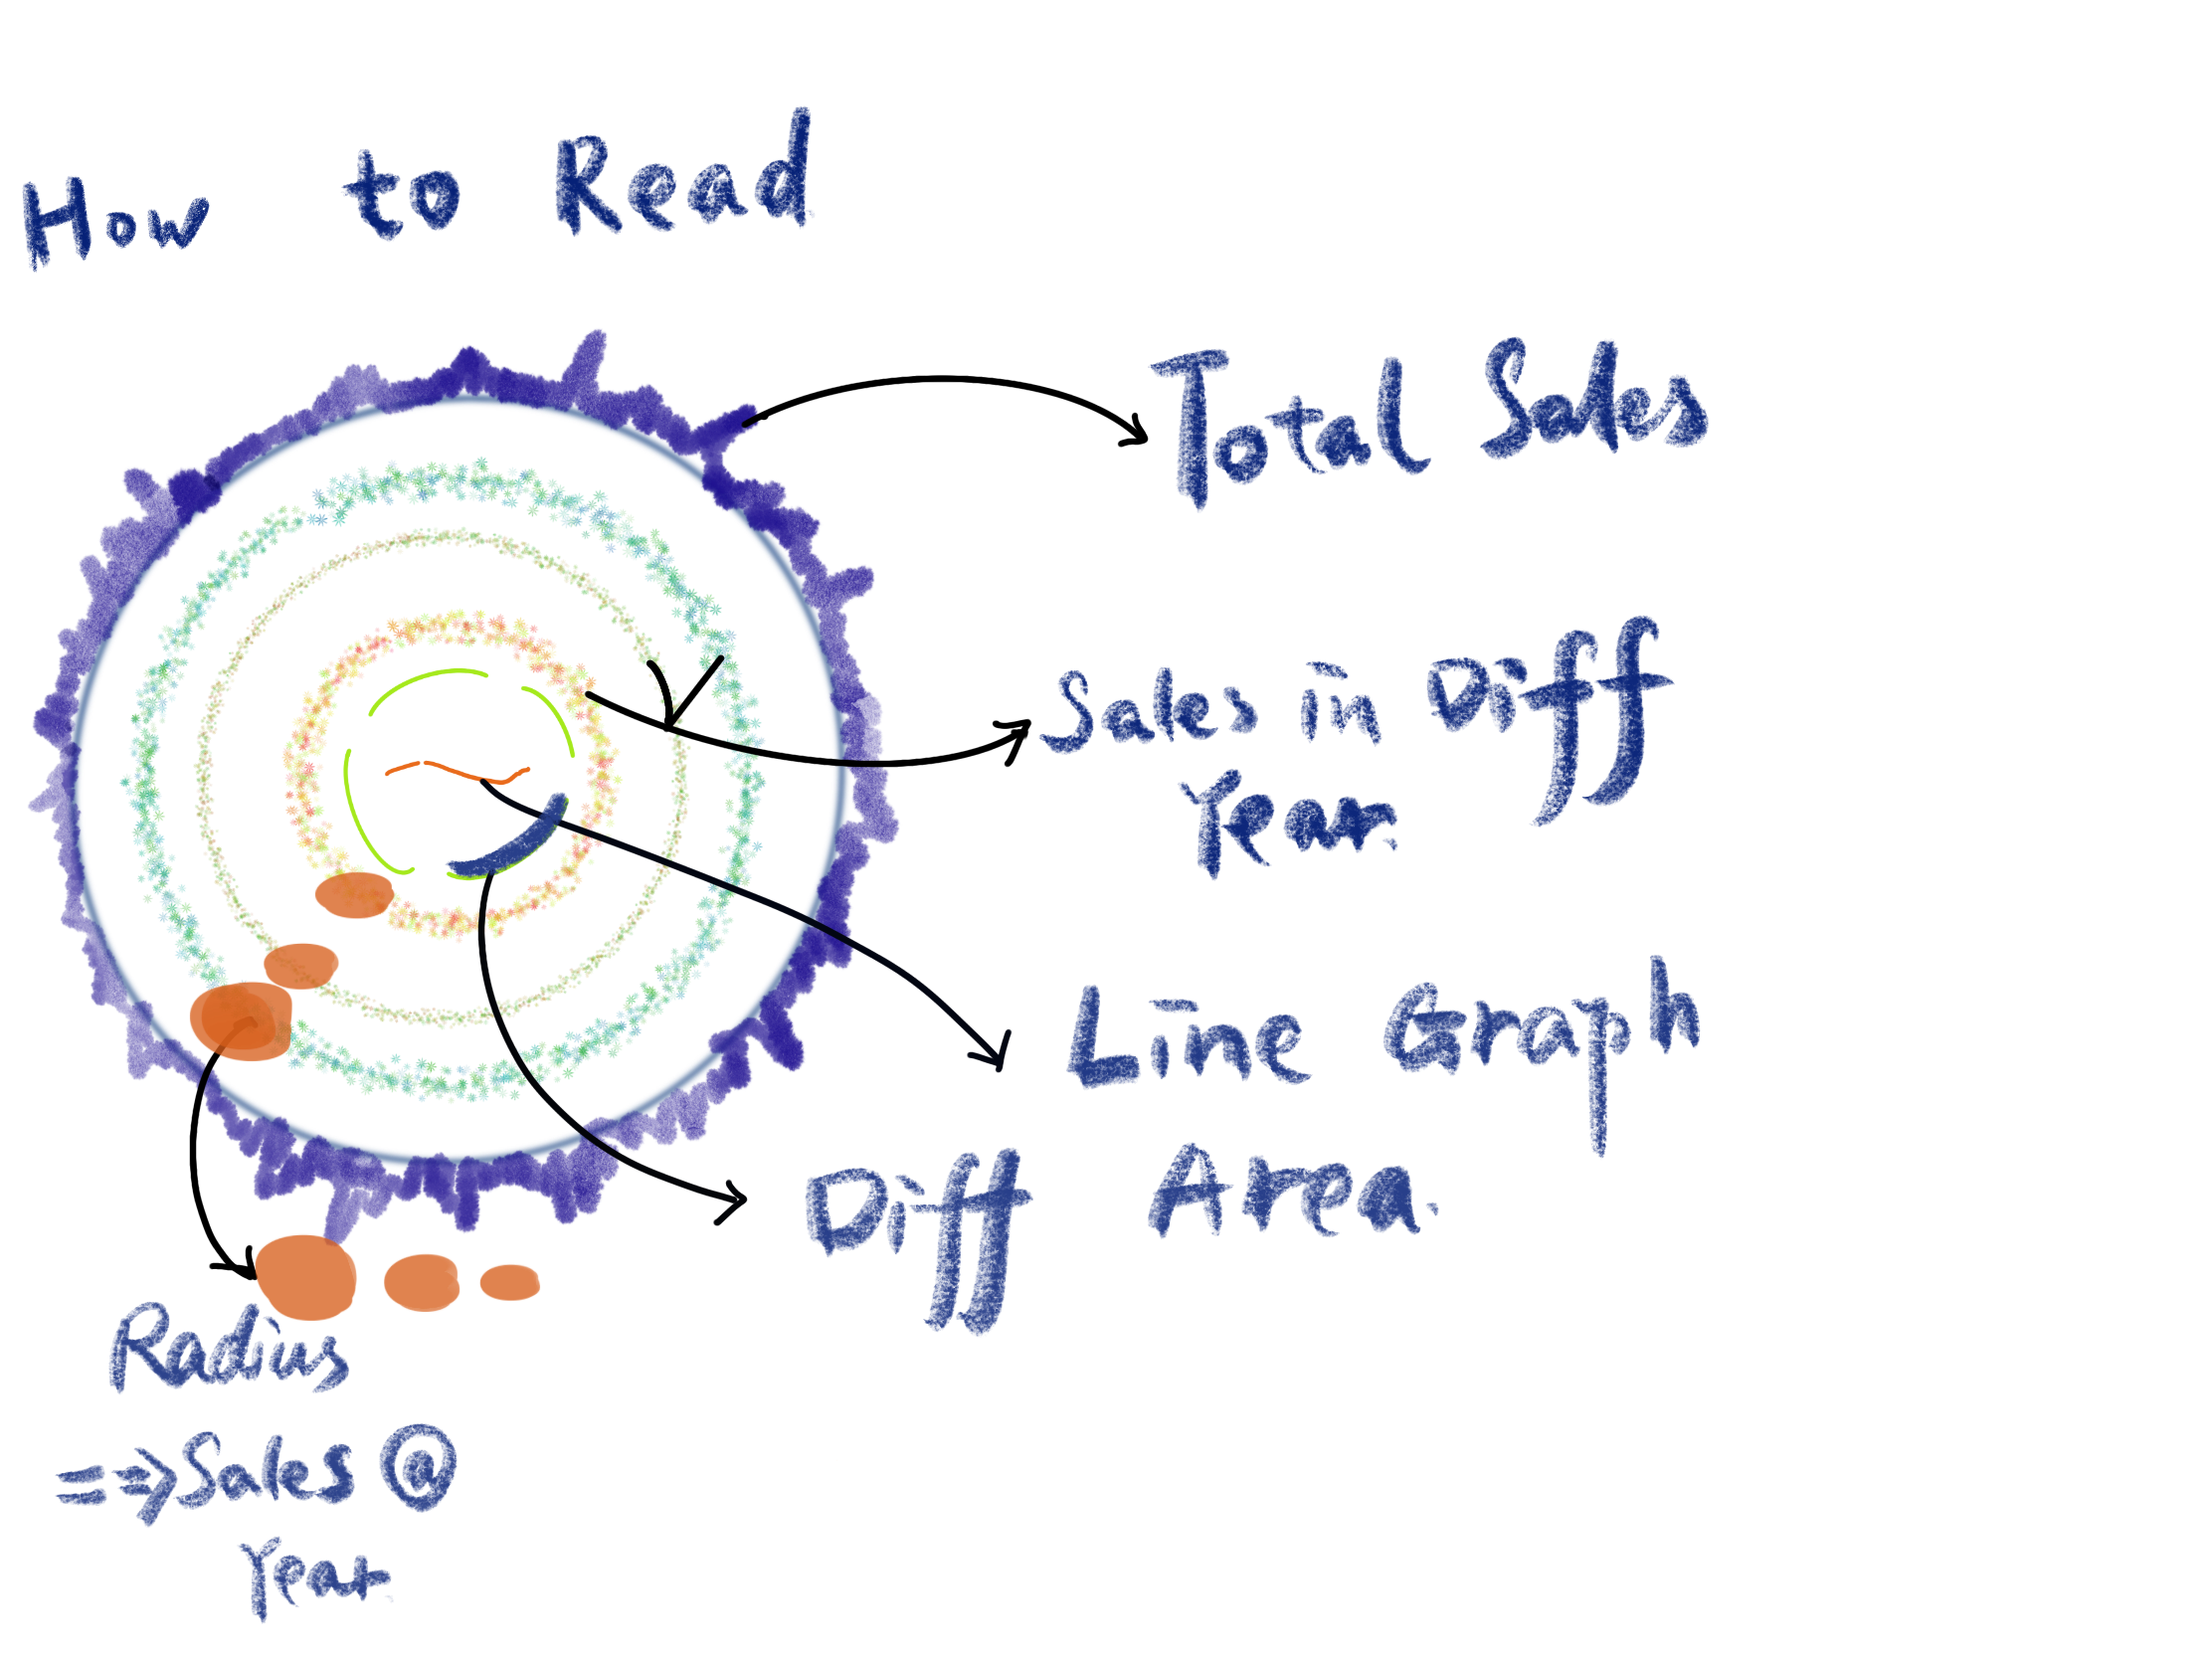 How to Read
Total Sales
Sales in Diff
Year.
Line Graph
Diff Area.
Radius
=⇒Sales @
Year